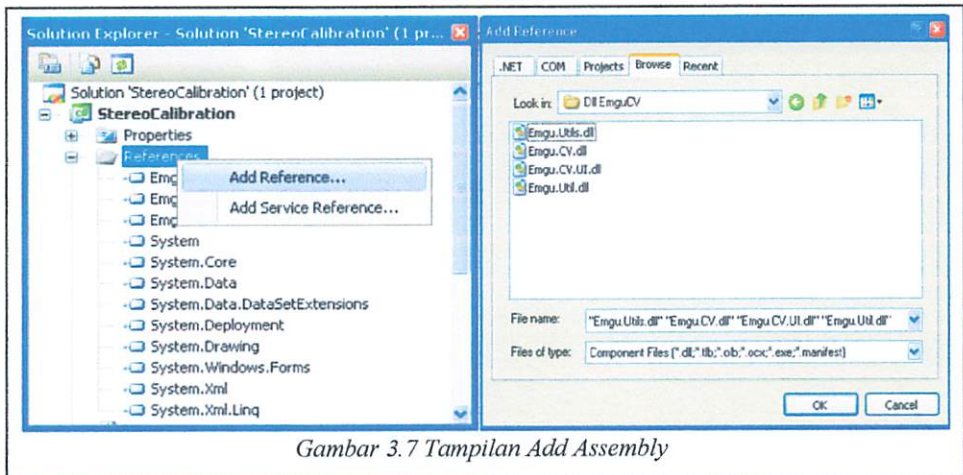 Solution Explorer - Solution 'StereoCalibration' (1 pr...
Solution 'StereoCalibration' (1 project)
StereoCalibration
Properties
References
Emg
Emg
Emg
System
System.Core
System.Data
System.Data.DataSetExtensions
System.Deployment
System.Drawing
System.Windows.Forms
System.Xml
System.Xml.Linq
Add Reference...
Add Service Reference...
Add Reference
.NET COM Projects Browse Recent
Look in: Dll EmguCV
Emgu.Utils.dll
Emgu.CV.dll
Emgu.CV.UI.dll
Emgu.Util.dll
File name: "Emgu.Utils.dll" "Emgu.CV.dll" "Emgu.CV.UI.dll" "Emgu.Util.dll"
Files of type: Component Files (*.dll;*.tlb;*.olb;*.ocx;*.exe;*.manifest)
OK Cancel
Gambar 3.7 Tampilan Add Assembly